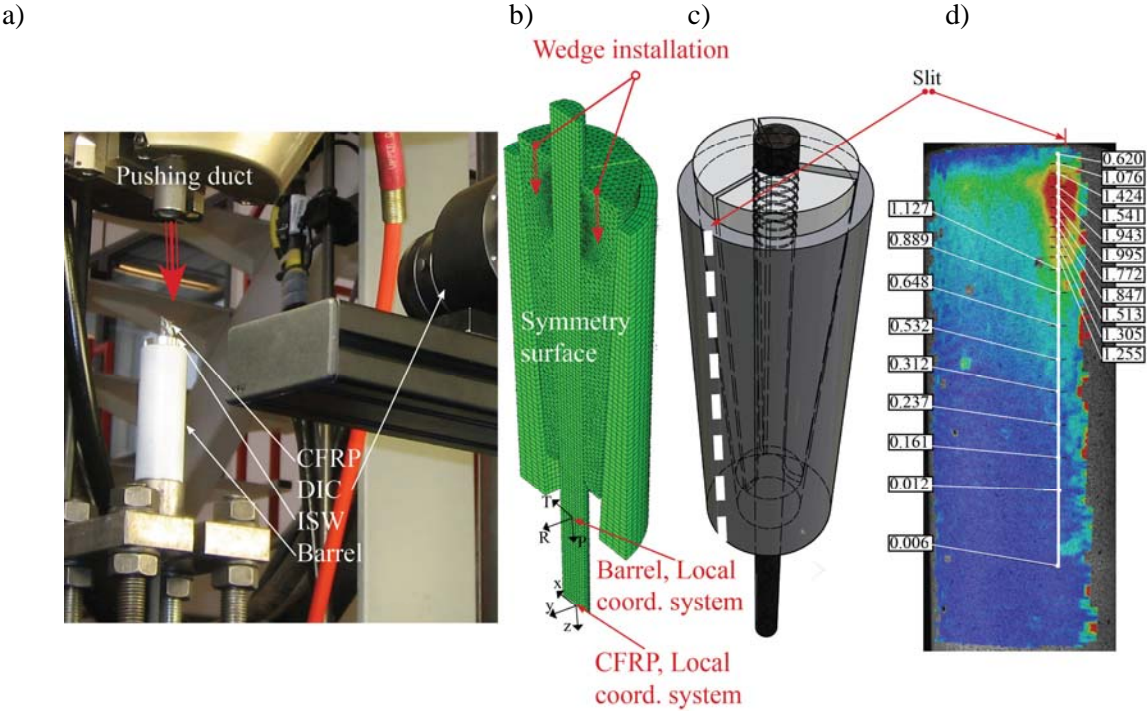 a)
b)
c)
d)
Pushing duct
CFRP
DIC
ISW
Barrel
Wedge installation
Symmetry
surface
T
R
P
Barrel, Local
coord. system
x
y
z
CFRP, Local
coord. system
Slit
1.127
0.889
0.648
0.532
0.312
0.237
0.161
0.012
0.006
0.620
1.076
1.424
1.541
1.943
1.995
1.772
1.847
1.513
1.305
1.255